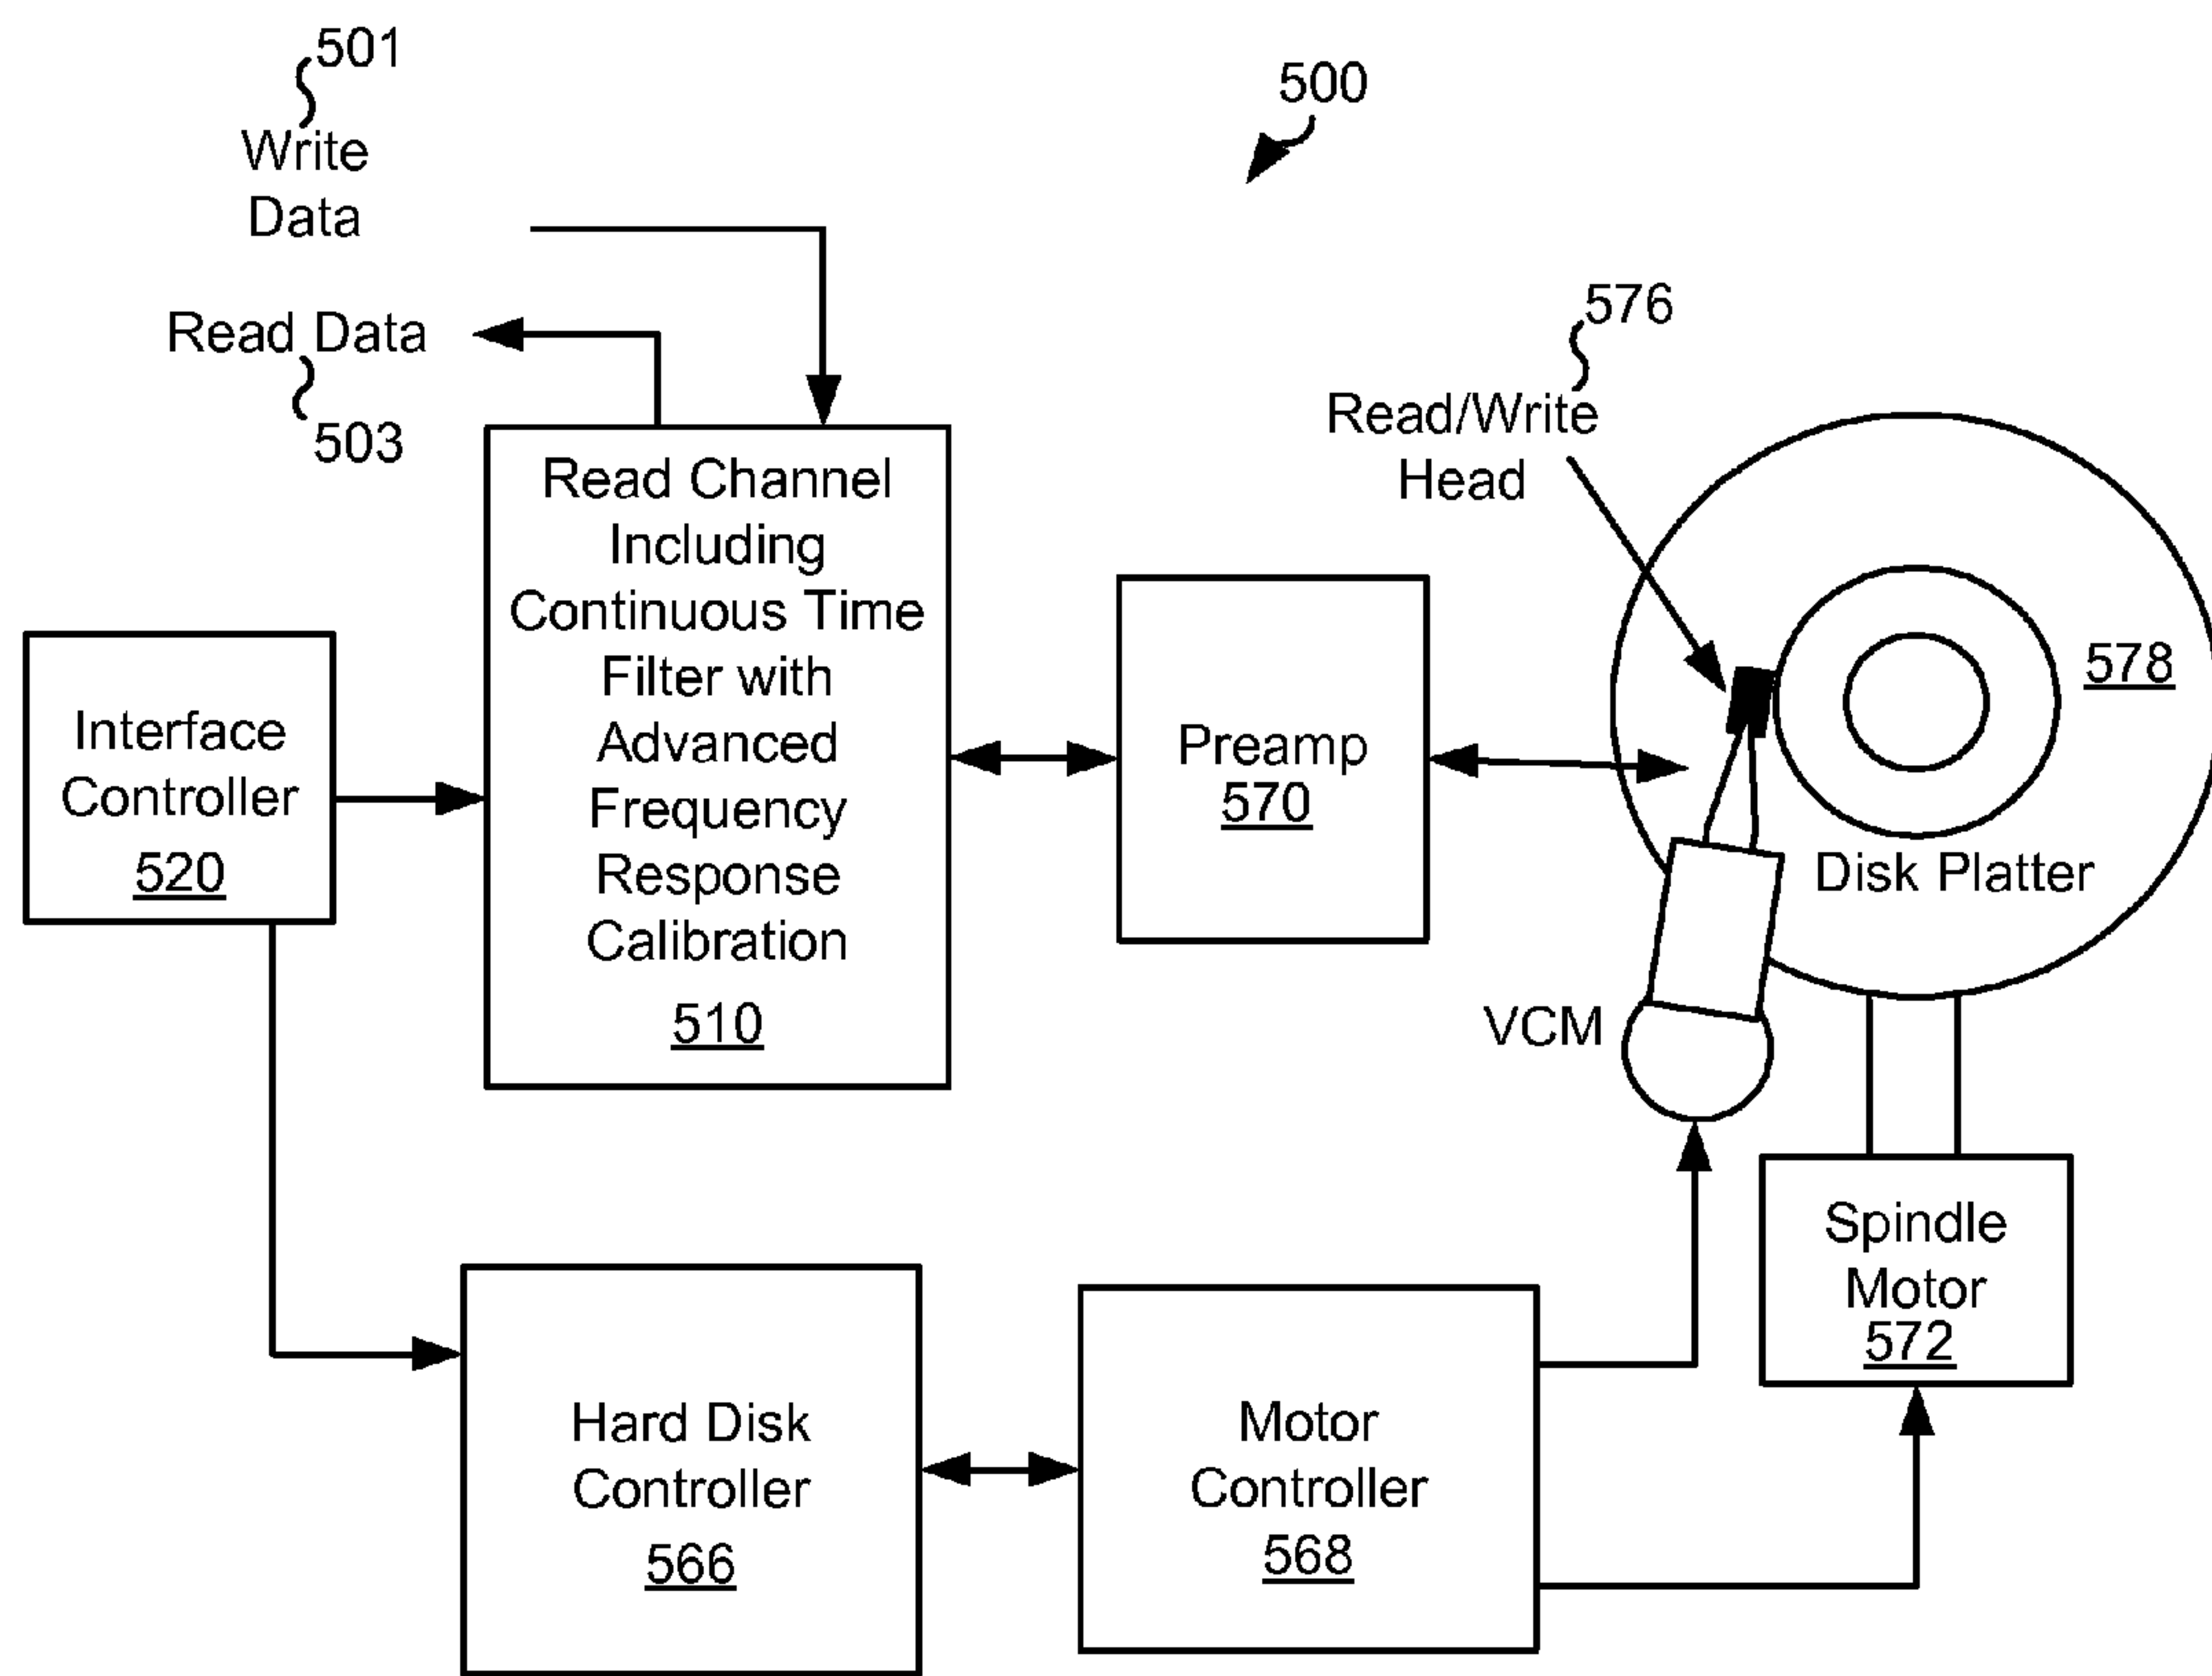 501
Write
Data
500
Read Data
503
576
Read/Write
Head
Read Channel
Including
Continuous Time
Filter with
Advanced
Frequency
Response
Calibration
510
Interface
Controller
520
Preamp
570
578
Disk Platter
VCM
Spindle
Motor
572
Hard Disk
Controller
566
Motor
Controller
568